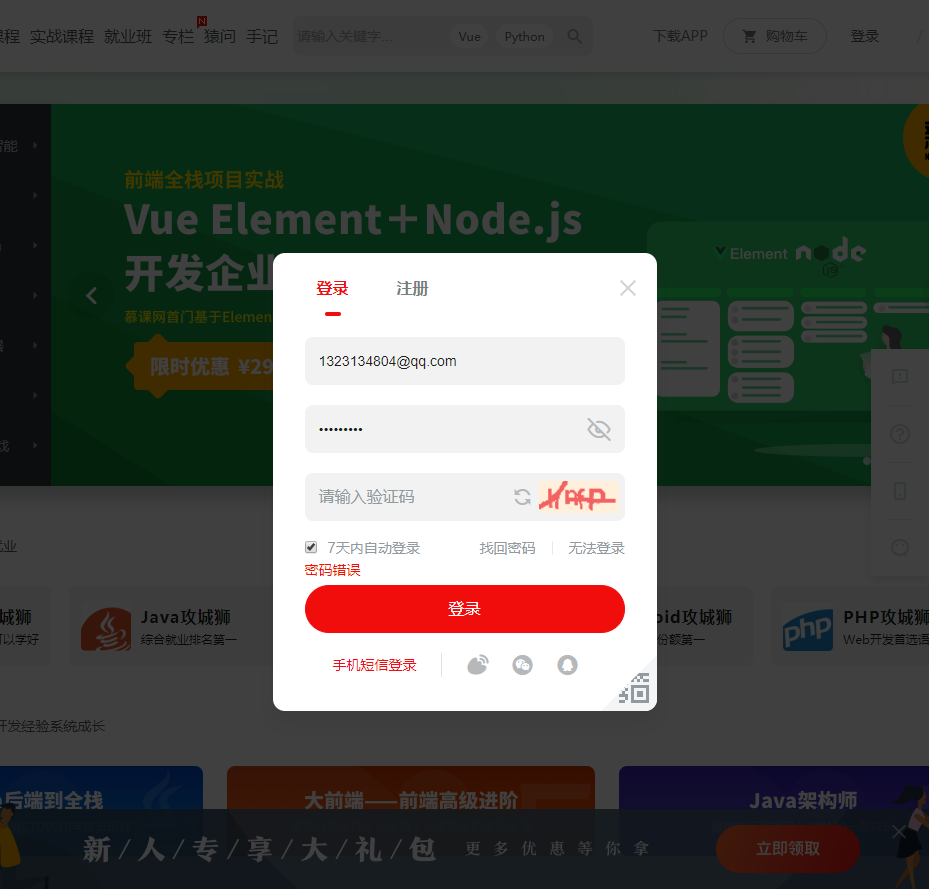 课程 实战课程 就业班 专栏 猿问 手记 请输入关键字... Vue Python 下载APP 购物车 登录 /
N
智能
前端全栈项目实战
Vue Element＋Node.js
开发企业
Element node
JS
慕课网首门基于Elemen
限时优惠 ¥29
登录 注册
1323134804@qq.com
•••••••••
请输入验证码
7天内自动登录 找回密码 无法登录
密码错误
登录
手机短信登录
就业
城狮 Java攻城狮 oid攻城狮 PHP攻城狮
可以学好 综合就业排名第一 份额第一 Web开发首选语
开发经验系统成长
后端到全栈 大前端——前端高级进阶 Java架构师
新/人/专/享/大/礼/包 更多优惠等你拿 立即领取
php